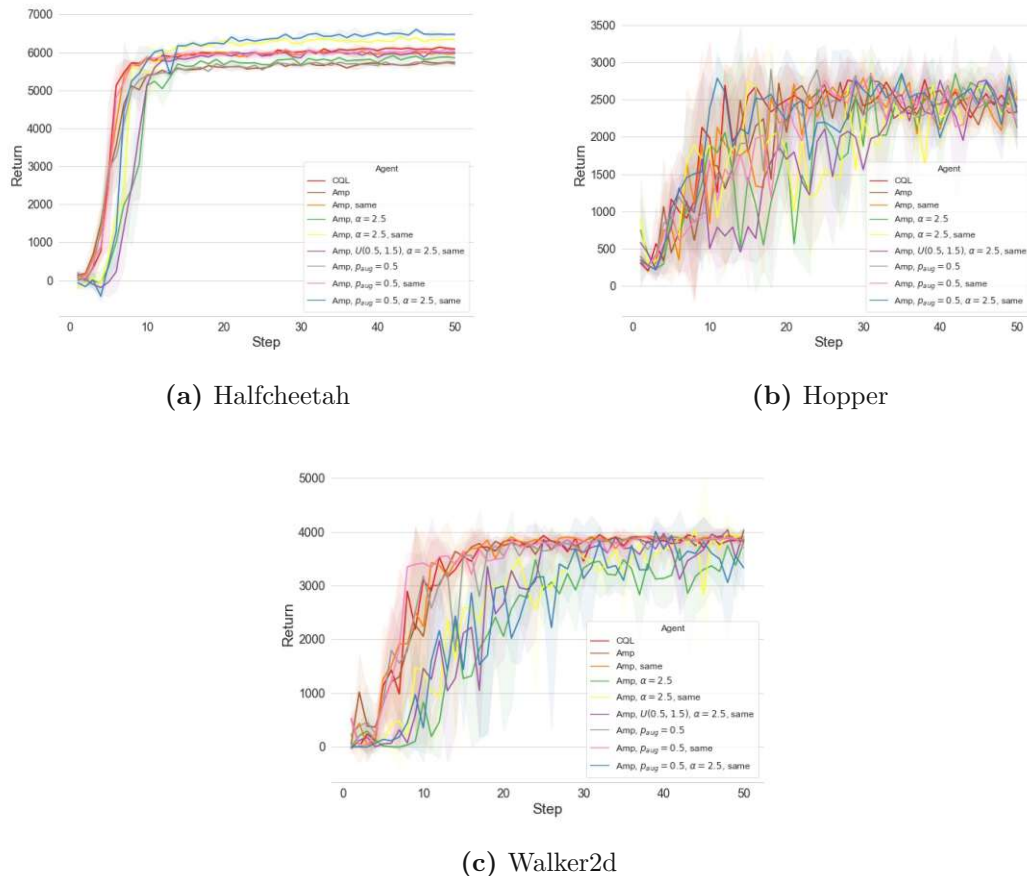 7000
6000
5000
4000
3000
2000
1000
0
Return
Agent
CQL
Amp
Amp, same
Amp, α = 2.5
Amp, α = 2.5, same
Amp, U(0.5, 1.5), α = 2.5, same
Amp, p_aug = 0.5
Amp, p_aug = 0.5, same
Amp, p_aug = 0.5, α = 2.5, same
0 10 20 30 40 50
Step
(a) Halfcheetah
3500
3000
2500
2000
1500
1000
500
0
Return
Agent
CQL
Amp
Amp, same
Amp, α = 2.5
Amp, α = 2.5, same
Amp, U(0.5, 1.5), α = 2.5, same
Amp, p_aug = 0.5
Amp, p_aug = 0.5, same
Amp, p_aug = 0.5, α = 2.5, same
0 10 20 30 40 50
Step
(b) Hopper
5000
4000
3000
2000
1000
0
Return
Agent
CQL
Amp
Amp, same
Amp, α = 2.5
Amp, α = 2.5, same
Amp, U(0.5, 1.5), α = 2.5, same
Amp, p_aug = 0.5
Amp, p_aug = 0.5, same
Amp, p_aug = 0.5, α = 2.5, same
0 10 20 30 40 50
Step
(c) Walker2d